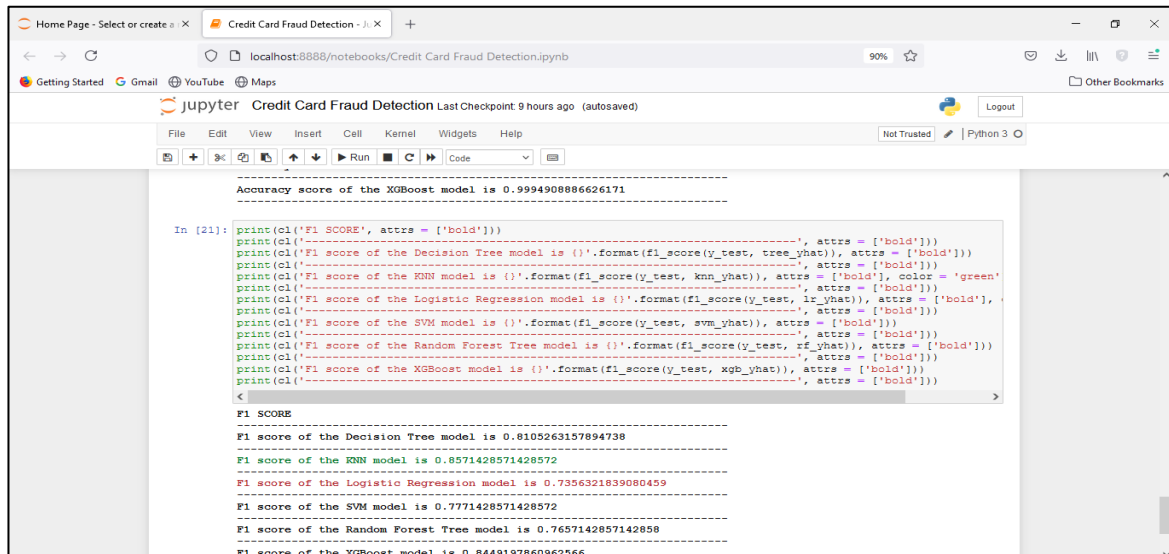 Home Page - Select or create a
Credit Card Fraud Detection - Ju
localhost:8888/notebooks/Credit Card Fraud Detection.ipynb
90%
Getting Started Gmail YouTube Maps Other Bookmarks
jupyter Credit Card Fraud Detection Last Checkpoint: 9 hours ago (autosaved) Logout
File Edit View Insert Cell Kernel Widgets Help Not Trusted Python 3
Run Code
--------------------------------------------------------------------
Accuracy score of the XGBoost model is 0.9994908886626171
--------------------------------------------------------------------
In [21]: print(cl('F1 SCORE', attrs = ['bold']))
print(cl('--------------------------------------------------------------------', attrs = ['bold']))
print(cl('F1 score of the Decision Tree model is {}'.format(f1_score(y_test, tree_yhat)), attrs = ['bold']))
print(cl('--------------------------------------------------------------------', attrs = ['bold']))
print(cl('F1 score of the KNN model is {}'.format(f1_score(y_test, knn_yhat)), attrs = ['bold'], color = 'green'
print(cl('--------------------------------------------------------------------', attrs = ['bold']))
print(cl('F1 score of the Logistic Regression model is {}'.format(f1_score(y_test, lr_yhat)), attrs = ['bold'],
print(cl('--------------------------------------------------------------------', attrs = ['bold']))
print(cl('F1 score of the SVM model is {}'.format(f1_score(y_test, svm_yhat)), attrs = ['bold']))
print(cl('--------------------------------------------------------------------', attrs = ['bold']))
print(cl('F1 score of the Random Forest Tree model is {}'.format(f1_score(y_test, rf_yhat)), attrs = ['bold']))
print(cl('--------------------------------------------------------------------', attrs = ['bold']))
print(cl('F1 score of the XGBoost model is {}'.format(f1_score(y_test, xgb_yhat)), attrs = ['bold']))
print(cl('--------------------------------------------------------------------', attrs = ['bold']))
F1 SCORE
--------------------------------------------------------------------
F1 score of the Decision Tree model is 0.8105263157894738
--------------------------------------------------------------------
F1 score of the KNN model is 0.8571428571428572
--------------------------------------------------------------------
F1 score of the Logistic Regression model is 0.7356321839080459
--------------------------------------------------------------------
F1 score of the SVM model is 0.7771428571428572
--------------------------------------------------------------------
F1 score of the Random Forest Tree model is 0.7657142857142858
--------------------------------------------------------------------
F1 score of the XGBoost model is 0.8449197860962566